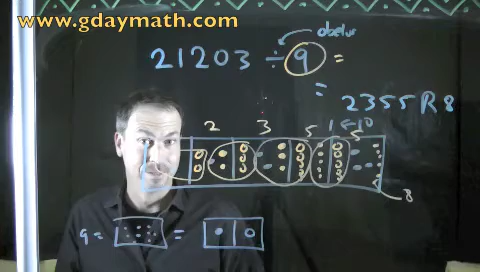 www.gdaymath.com
obelus
21203 ÷ 9 =
= 2355 R 8
2 3 5 1 ← 10
5
8
9 = =